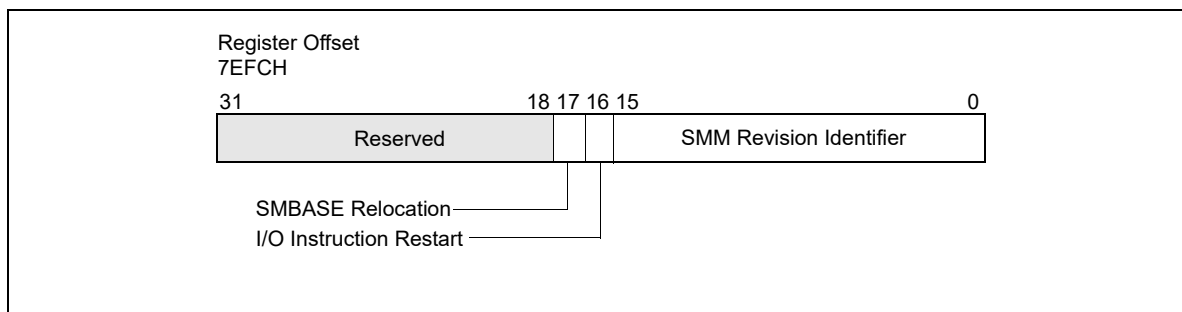 Register Offset
7EFCH
31 18 17 16 15 0
Reserved SMM Revision Identifier
SMBASE Relocation
I/O Instruction Restart